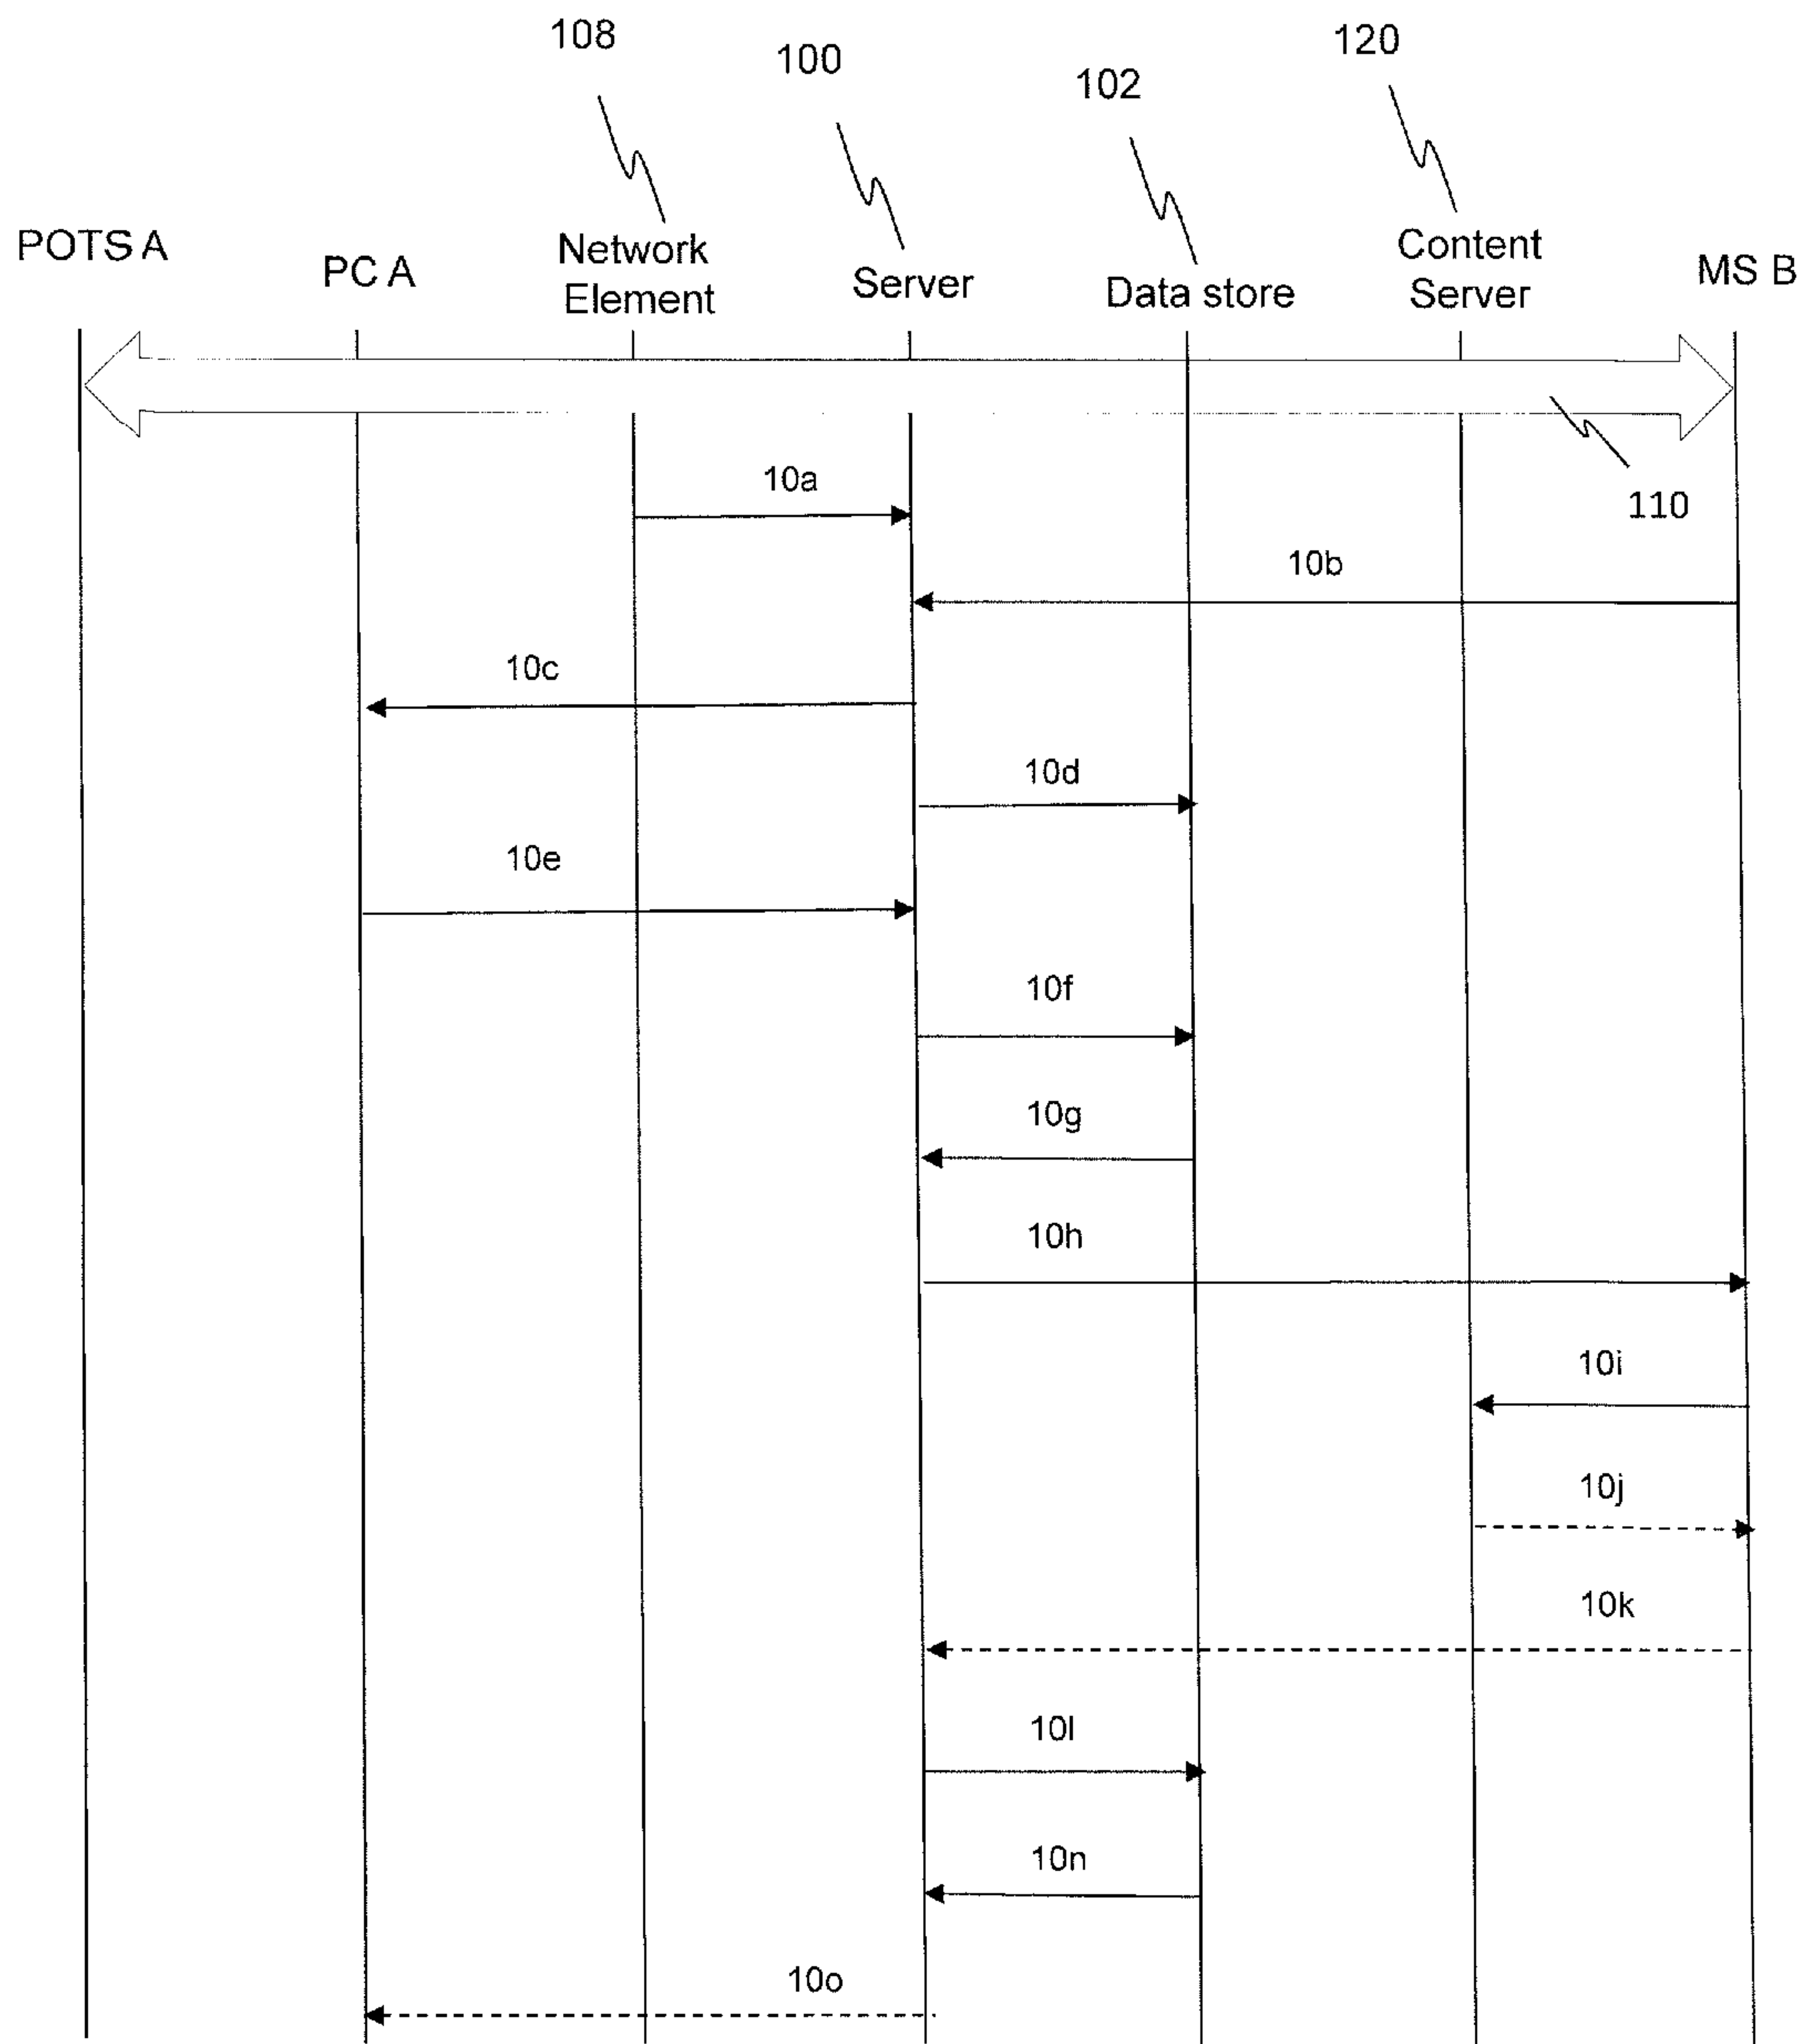 108
100
120
102
POTS A
PC A
Network
Element
Server
Data store
Content
Server
MS B
110
10a
10b
10c
10d
10e
10f
10g
10h
10i
10j
10k
10l
10n
10o